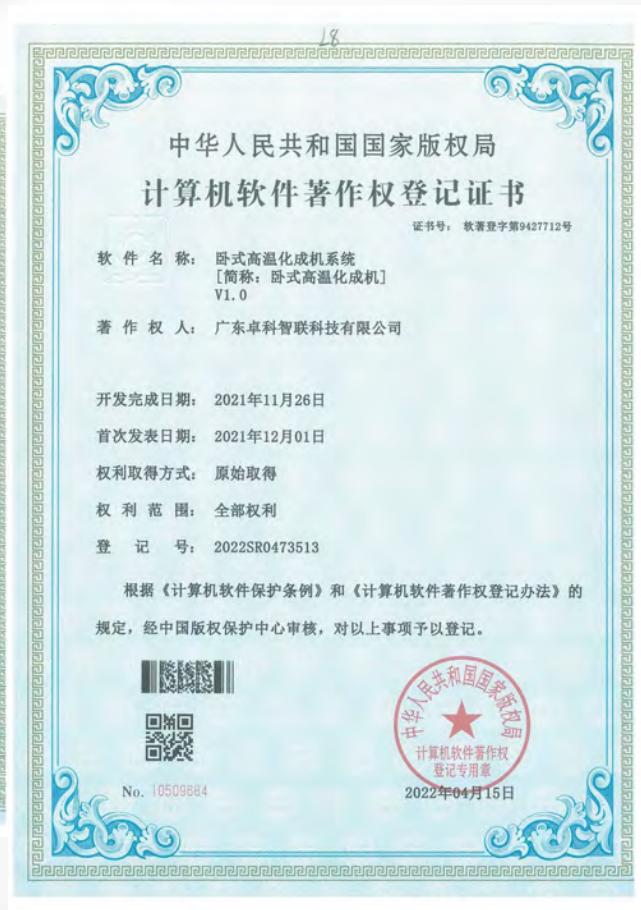 L8
中华人民共和国国家版权局
计算机软件著作权登记证书
证书号： 软著登字第9427712号
软件名称： 卧式高温化成机系统
[简称：卧式高温化成机]
V1.0
著作权人： 广东卓科智联科技有限公司
开发完成日期： 2021年11月26日
首次发表日期： 2021年12月01日
权利取得方式： 原始取得
权利范围： 全部权利
登记号： 2022SR0473513
根据《计算机软件保护条例》和《计算机软件著作权登记办法》的
规定，经中国版权保护中心审核，对以上事项予以登记。
中华人民共和国国家版权局
计算机软件著作权
登记专用章
No. 10509684
2022年04月15日